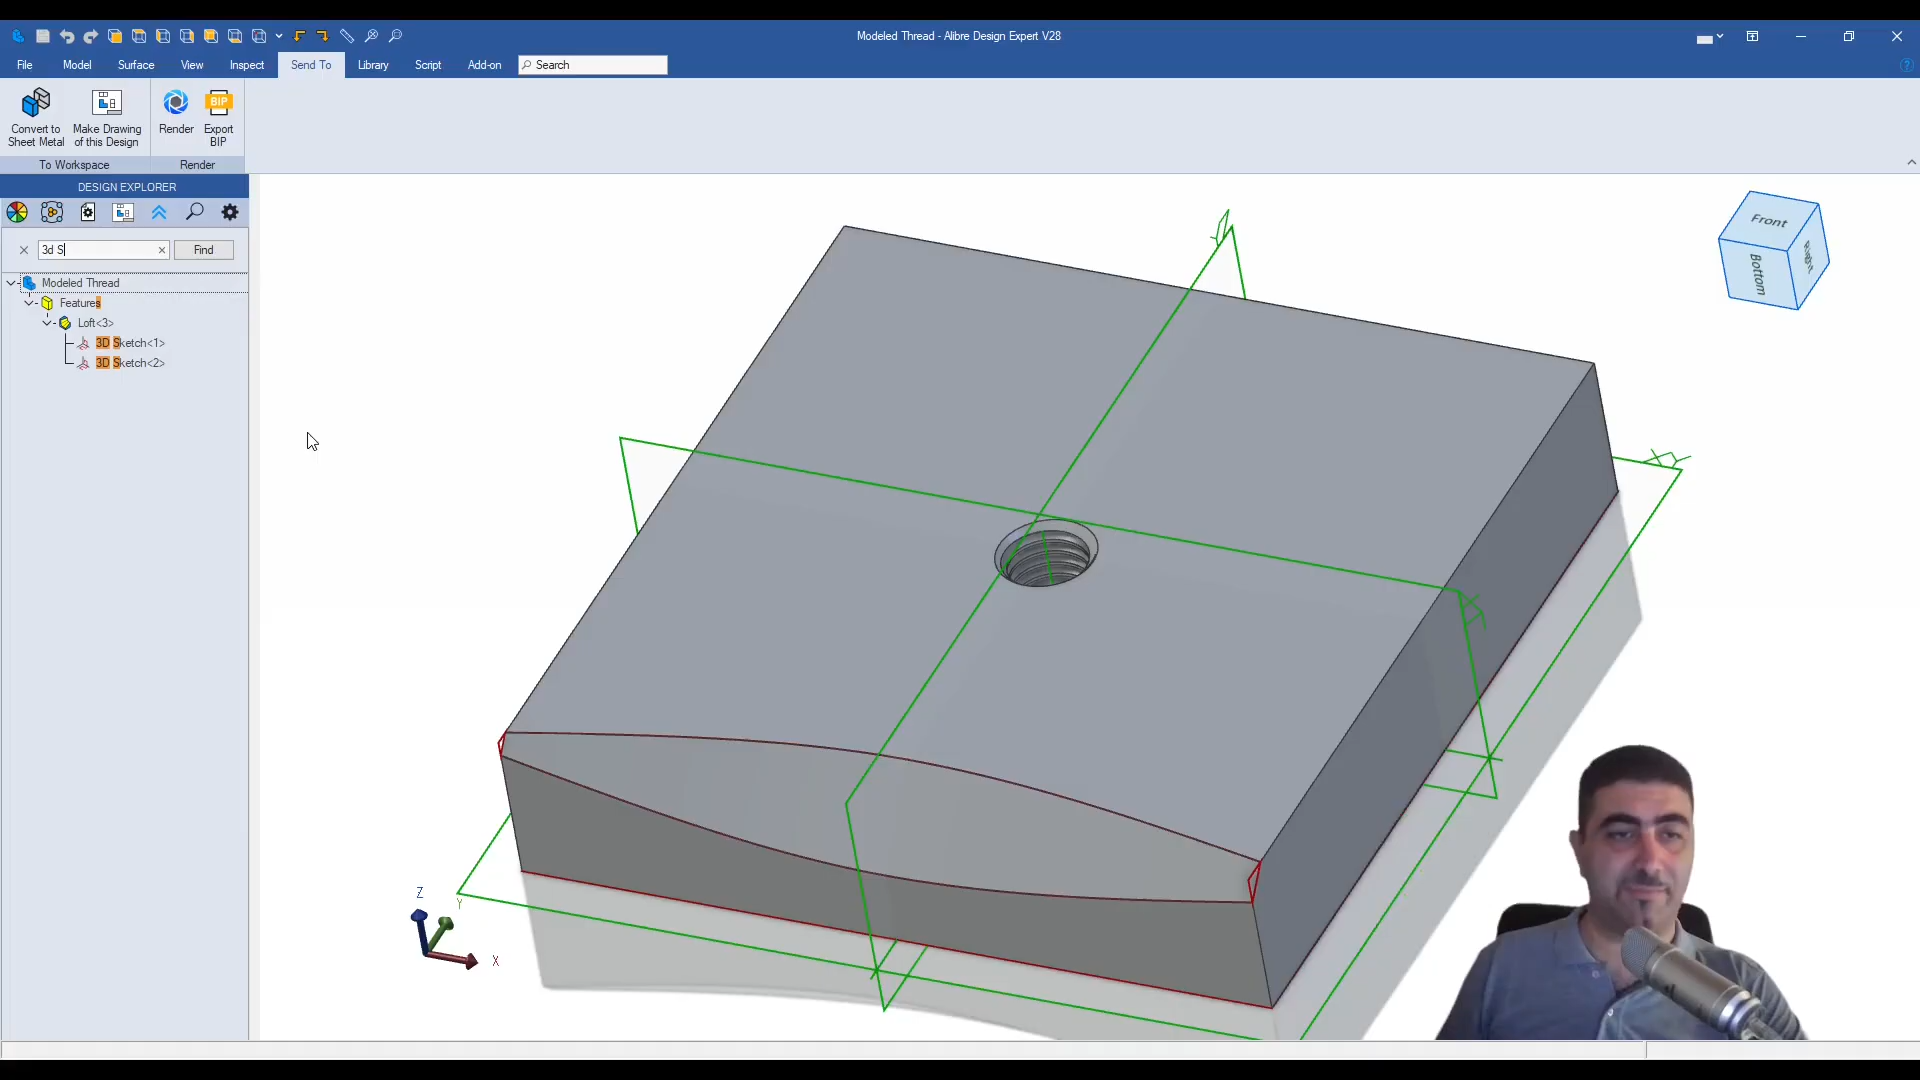 Modeled Thread - Alibre Design Expert V28
File Model Surface View Inspect Send To Library Script Add-on Search
Convert to Sheet Metal
Make Drawing of this Design
Render
BIP
Export BIP
To Workspace
Render
DESIGN EXPLORER
3d S Find
Modeled Thread
Features
Loft<3>
3D Sketch<1>
3D Sketch<2>
Front
Bottom
Right
Z
Y
X